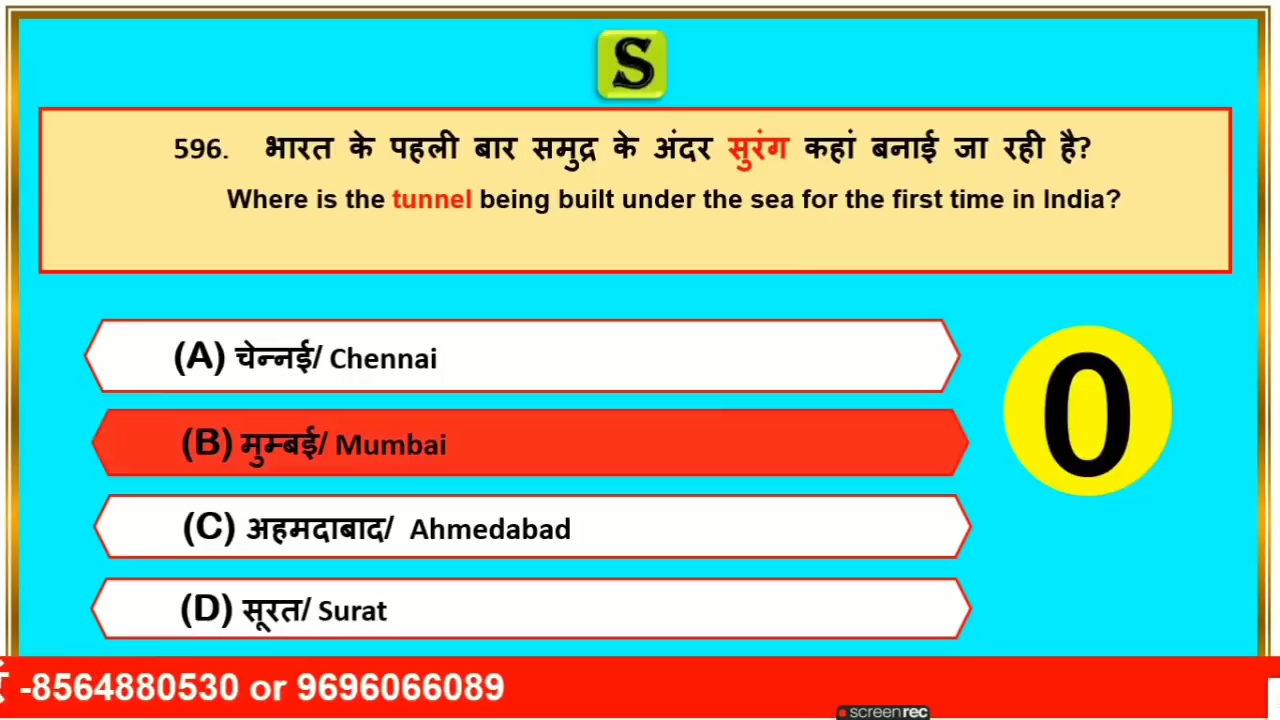 S
596. भारत के पहली बार समुद्र के अंदर सुरंग कहां बनाई जा रही है?
Where is the tunnel being built under the sea for the first time in India?
(A) चेन्नई/ Chennai
(B) मुम्बई/ Mumbai
0
(C) अहमदाबाद/ Ahmedabad
(D) सूरत/ Surat
-8564880530 or 9696066089
screenrec